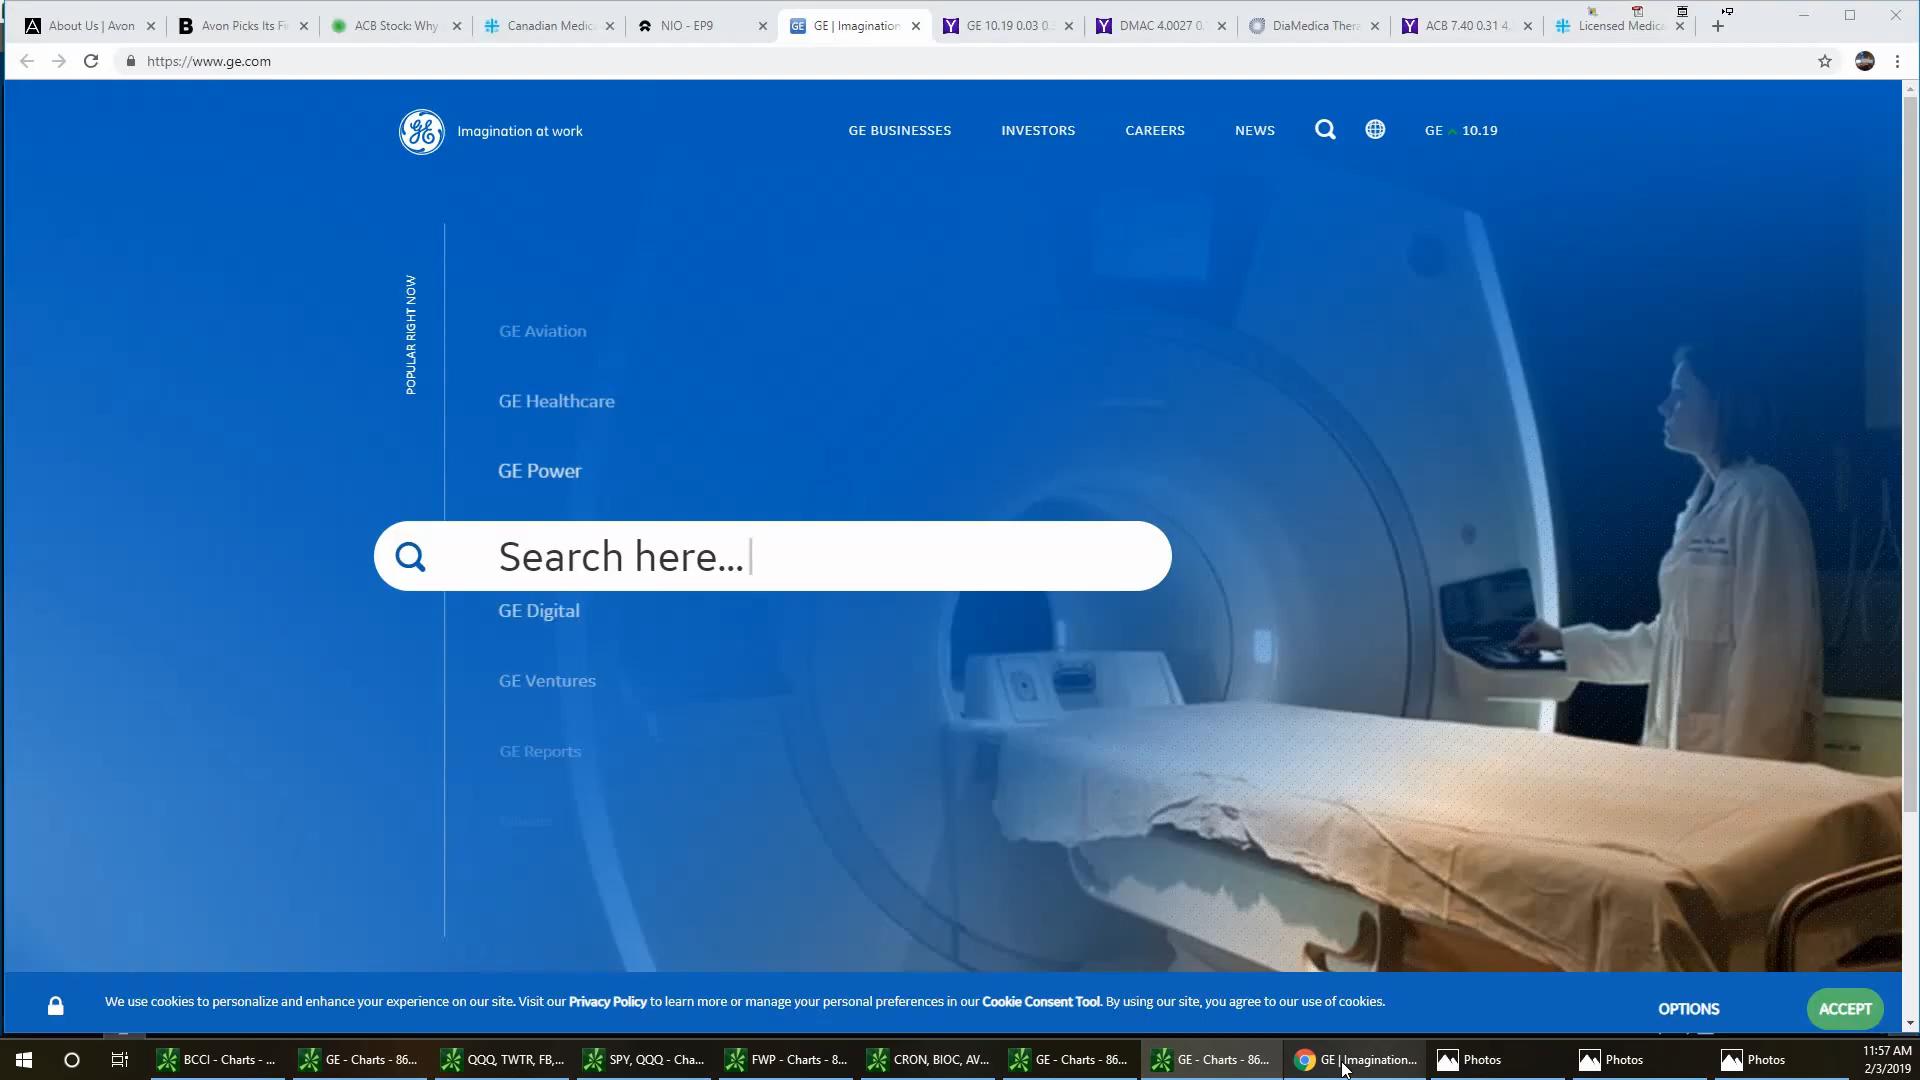 About Us | Avon
Avon Picks Its Fi
ACB Stock: Why
Canadian Medica
NIO - EP9
GE | Imagination
GE 10.19 0.03 0.
DMAC 4.0027 0.
DiaMedica Thera
ACB 7.40 0.31 4.
Licensed Medica
https://www.ge.com
Imagination at work
GE BUSINESSES
INVESTORS
CAREERS
NEWS
GE 10.19
POPULAR RIGHT NOW
GE Aviation
GE Healthcare
GE Power
Search here...
GE Digital
GE Ventures
GE Reports
We use cookies to personalize and enhance your experience on our site. Visit our Privacy Policy to learn more or manage your personal preferences in our Cookie Consent Tool. By using our site, you agree to our use of cookies.
OPTIONS
ACCEPT
BCCI - Charts - ...
GE - Charts - 86...
QQQ, TWTR, FB,...
SPY, QQQ - Cha...
FWP - Charts - 8...
CRON, BIOC, AV...
GE - Charts - 86...
GE - Charts - 86...
GE | Imagination...
Photos
Photos
Photos
11:57 AM
2/3/2019